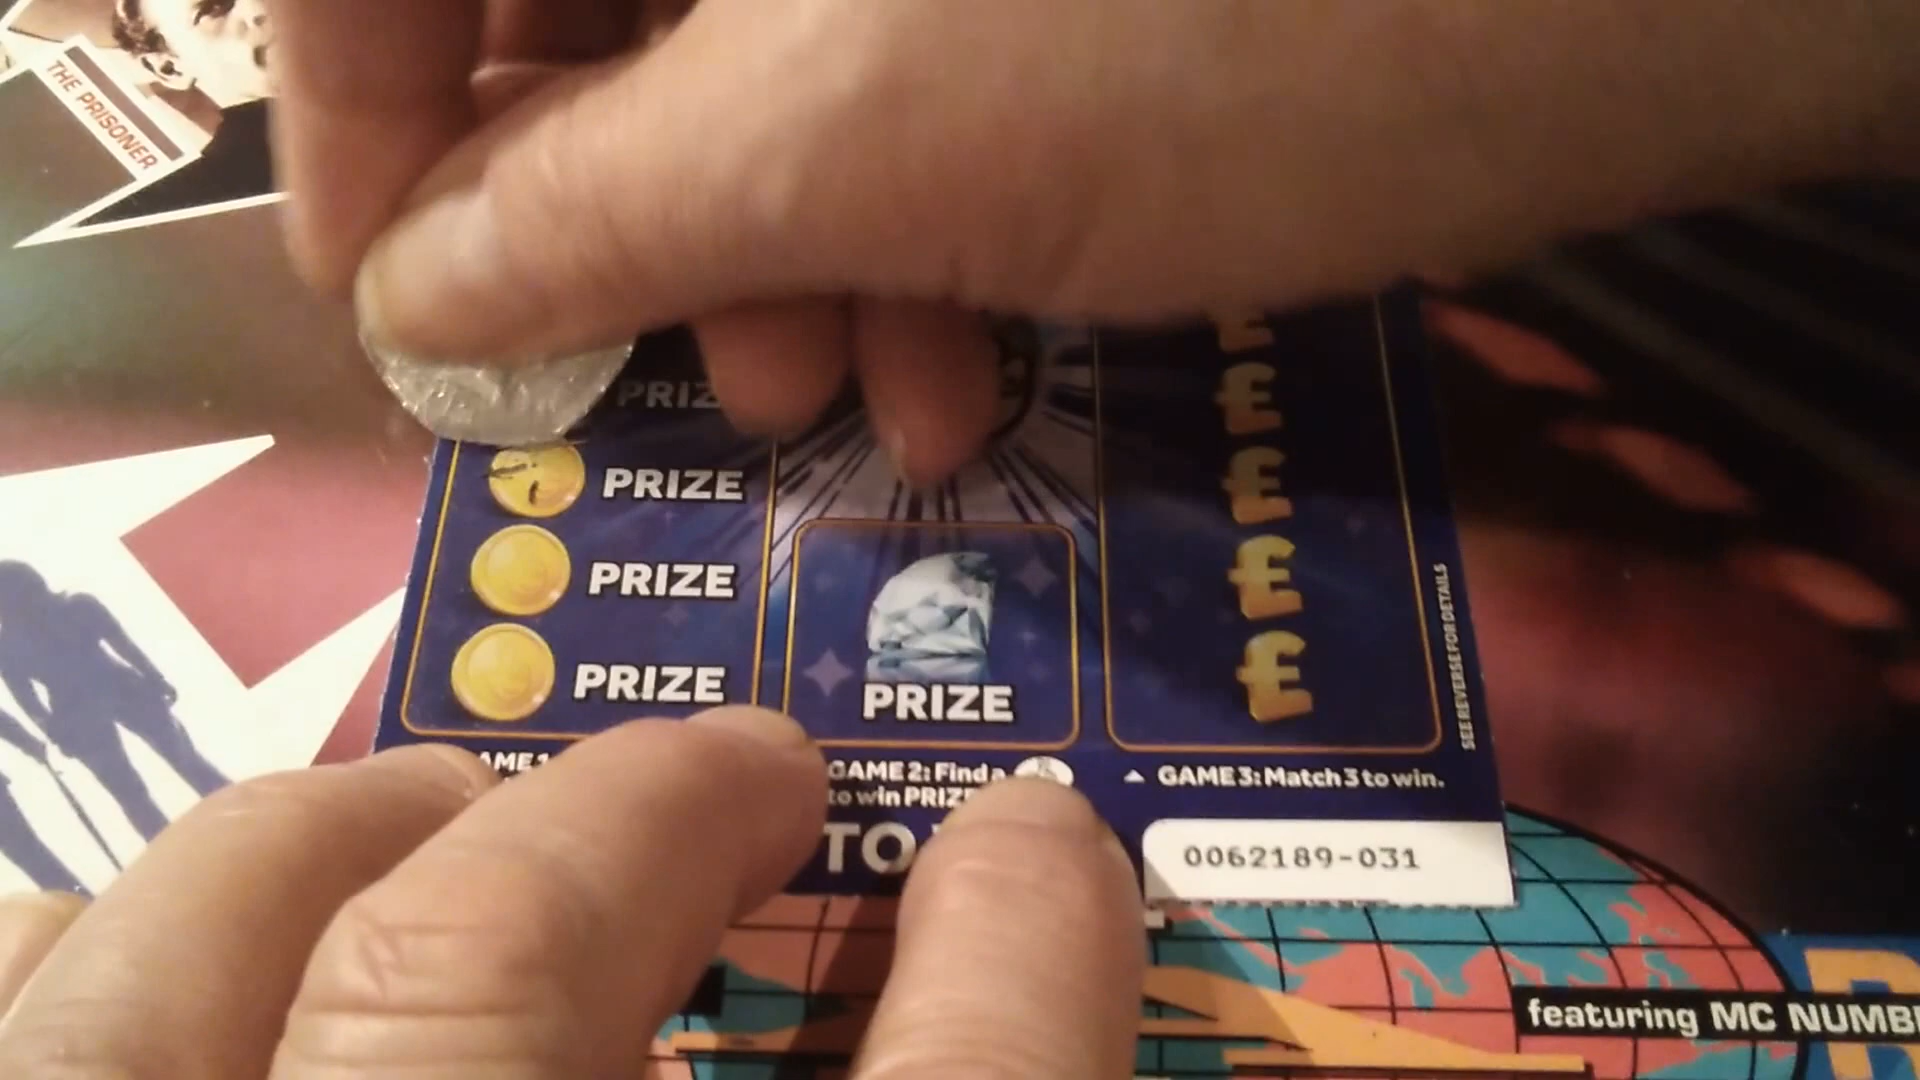 THE PRISONER
PRIZE
PRIZE
PRIZE
PRIZE
£
£
£
£
£
SEE REVERSE FOR DETAILS
GAME 2: Find a
to win PRIZE
GAME 3: Match 3 to win.
TO
0062189-031
featuring MC NUMB